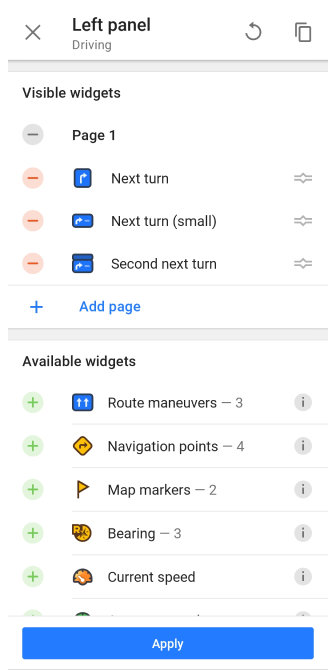 Left panel
Driving
Visible widgets
Page 1
Next turn
Next turn (small)
Second next turn
Add page
Available widgets
Route maneuvers — 3
Navigation points — 4
Map markers — 2
Bearing — 3
Current speed
Apply